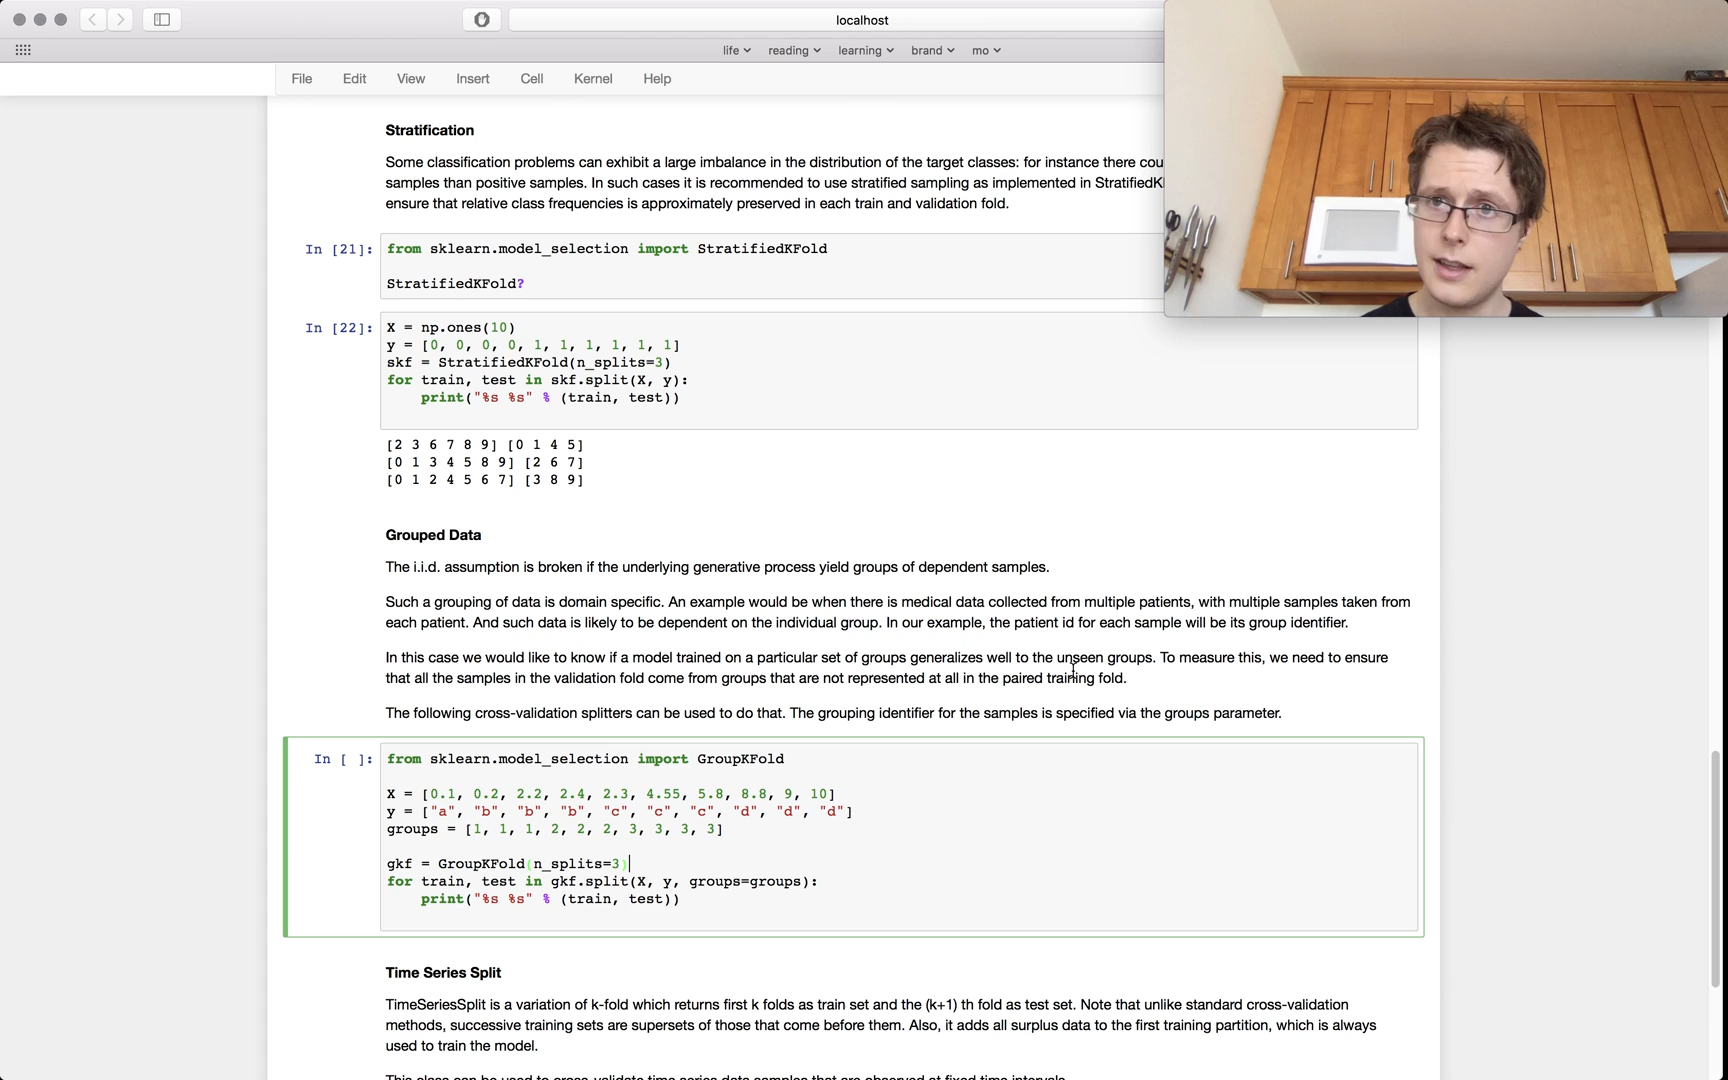 localhost
life reading learning brand mo
File Edit View Insert Cell Kernel Help
Stratification
Some classification problems can exhibit a large imbalance in the distribution of the target classes: for instance there cou
samples than positive samples. In such cases it is recommended to use stratified sampling as implemented in StratifiedK
ensure that relative class frequencies is approximately preserved in each train and validation fold.
In [21]: from sklearn.model_selection import StratifiedKFold
StratifiedKFold?
In [22]: X = np.ones(10)
y = [0, 0, 0, 0, 1, 1, 1, 1, 1, 1]
skf = StratifiedKFold(n_splits=3)
for train, test in skf.split(X, y):
    print("%s %s" % (train, test))
[2 3 6 7 8 9] [0 1 4 5]
[0 1 3 4 5 8 9] [2 6 7]
[0 1 2 4 5 6 7] [3 8 9]
Grouped Data
The i.i.d. assumption is broken if the underlying generative process yield groups of dependent samples.
Such a grouping of data is domain specific. An example would be when there is medical data collected from multiple patients, with multiple samples taken from
each patient. And such data is likely to be dependent on the individual group. In our example, the patient id for each sample will be its group identifier.
In this case we would like to know if a model trained on a particular set of groups generalizes well to the unseen groups. To measure this, we need to ensure
that all the samples in the validation fold come from groups that are not represented at all in the paired training fold.
The following cross-validation splitters can be used to do that. The grouping identifier for the samples is specified via the groups parameter.
In [ ]: from sklearn.model_selection import GroupKFold
X = [0.1, 0.2, 2.2, 2.4, 2.3, 4.55, 5.8, 8.8, 9, 10]
y = ["a", "b", "b", "b", "c", "c", "c", "d", "d", "d"]
groups = [1, 1, 1, 2, 2, 2, 3, 3, 3, 3]
gkf = GroupKFold(n_splits=3)
for train, test in gkf.split(X, y, groups=groups):
    print("%s %s" % (train, test))
Time Series Split
TimeSeriesSplit is a variation of k-fold which returns first k folds as train set and the (k+1) th fold as test set. Note that unlike standard cross-validation
methods, successive training sets are supersets of those that come before them. Also, it adds all surplus data to the first training partition, which is always
used to train the model.
This class can be used to cross-validate time series data samples that are observed at fixed time intervals.